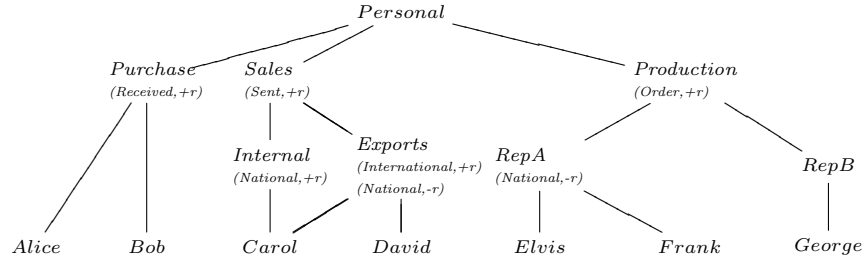 Personal
Purchase Sales Production
(Received,+r) (Sent,+r) (Order,+r)
Internal Exports RepA RepB
(National,+r) (International,+r) (National,-r)
(National,-r)
Alice Bob Carol David Elvis Frank George